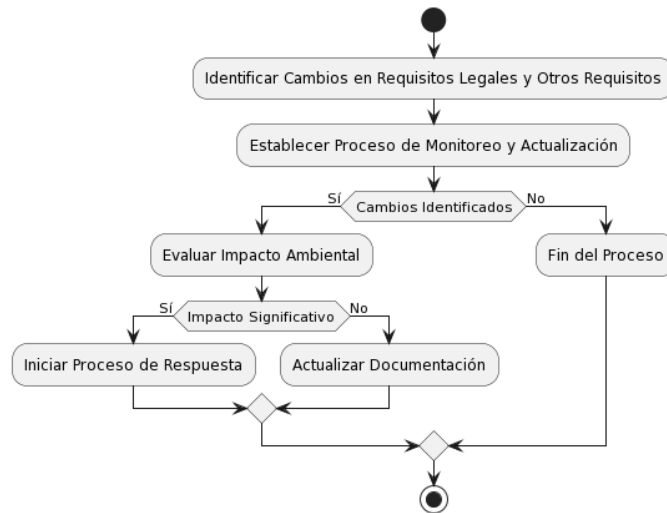 Identificar Cambios en Requisitos Legales y Otros Requisitos
Establecer Proceso de Monitoreo y Actualización
Sí
Cambios Identificados
No
Evaluar Impacto Ambiental
Fin del Proceso
Sí
Impacto Significativo
No
Iniciar Proceso de Respuesta
Actualizar Documentación